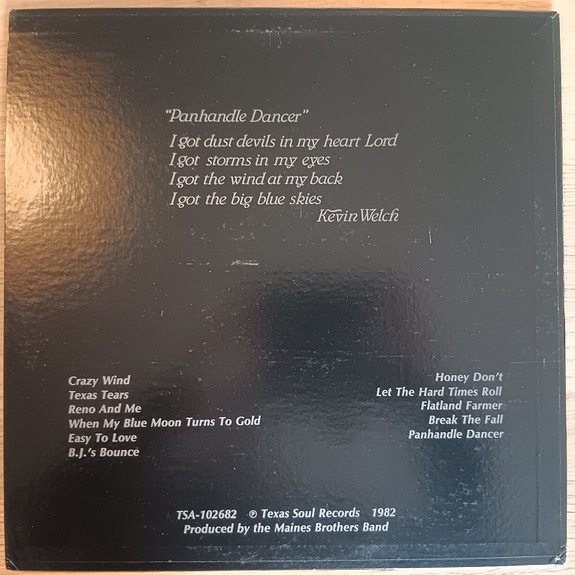 “Panhandle Dancer”
I got dust devils in my heart Lord
I got storms in my eyes
I got the wind at my back
I got the big blue skies
Kevin Welch
Crazy Wind
Texas Tears
Reno And Me
When My Blue Moon Turns To Gold
Easy To Love
B.J.'s Bounce
Honey Don't
Let The Hard Times Roll
Flatland Farmer
Break The Fall
Panhandle Dancer
TSA-102682 ℗ Texas Soul Records 1982
Produced by the Maines Brothers Band